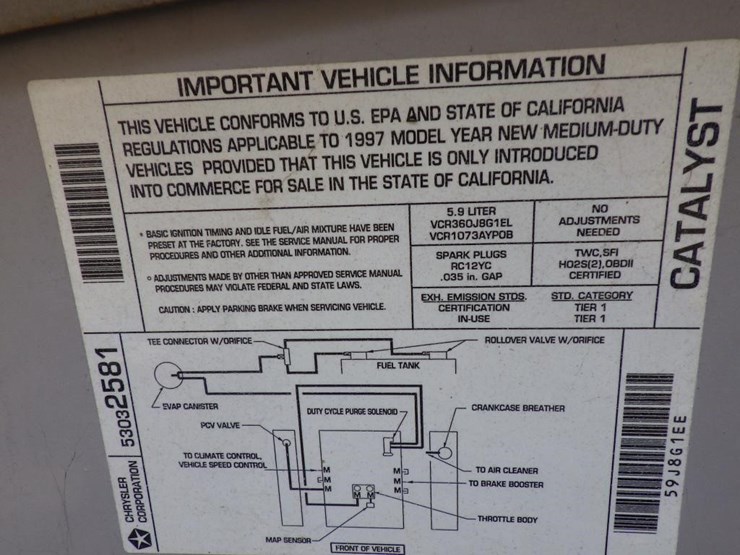 IMPORTANT VEHICLE INFORMATION
THIS VEHICLE CONFORMS TO U.S. EPA AND STATE OF CALIFORNIA
REGULATIONS APPLICABLE TO 1997 MODEL YEAR NEW MEDIUM-DUTY
VEHICLES PROVIDED THAT THIS VEHICLE IS ONLY INTRODUCED
INTO COMMERCE FOR SALE IN THE STATE OF CALIFORNIA.
CATALYST
• BASIC IGNITION TIMING AND IDLE FUEL/AIR MIXTURE HAVE BEEN
PRESET AT THE FACTORY. SEE THE SERVICE MANUAL FOR PROPER
PROCEDURES AND OTHER ADDITIONAL INFORMATION.
• ADJUSTMENTS MADE BY OTHER THAN APPROVED SERVICE MANUAL
PROCEDURES MAY VIOLATE FEDERAL AND STATE LAWS.
CAUTION : APPLY PARKING BRAKE WHEN SERVICING VEHICLE.
5.9 LITER
VCR360J8G1EL
VCR1073AYP0B
NO
ADJUSTMENTS
NEEDED
SPARK PLUGS
RC12YC
.035 in. GAP
TWC,SFI
HO2S(2),OBDII
CERTIFIED
EXH. EMISSION STDS.
CERTIFICATION
IN-USE
STD. CATEGORY
TIER 1
TIER 1
CHRYSLER
CORPORATION
53032581
TEE CONNECTOR W/ORIFICE
ROLLOVER VALVE W/ORIFICE
FUEL TANK
EVAP CANISTER
DUTY CYCLE PURGE SOLENOID
CRANKCASE BREATHER
PCV VALVE
TO CLIMATE CONTROL,
VEHICLE SPEED CONTROL
M
M
M
M
M
M
M
M
TO AIR CLEANER
TO BRAKE BOOSTER
THROTTLE BODY
MAP SENSOR
FRONT OF VEHICLE
59J8G1EE